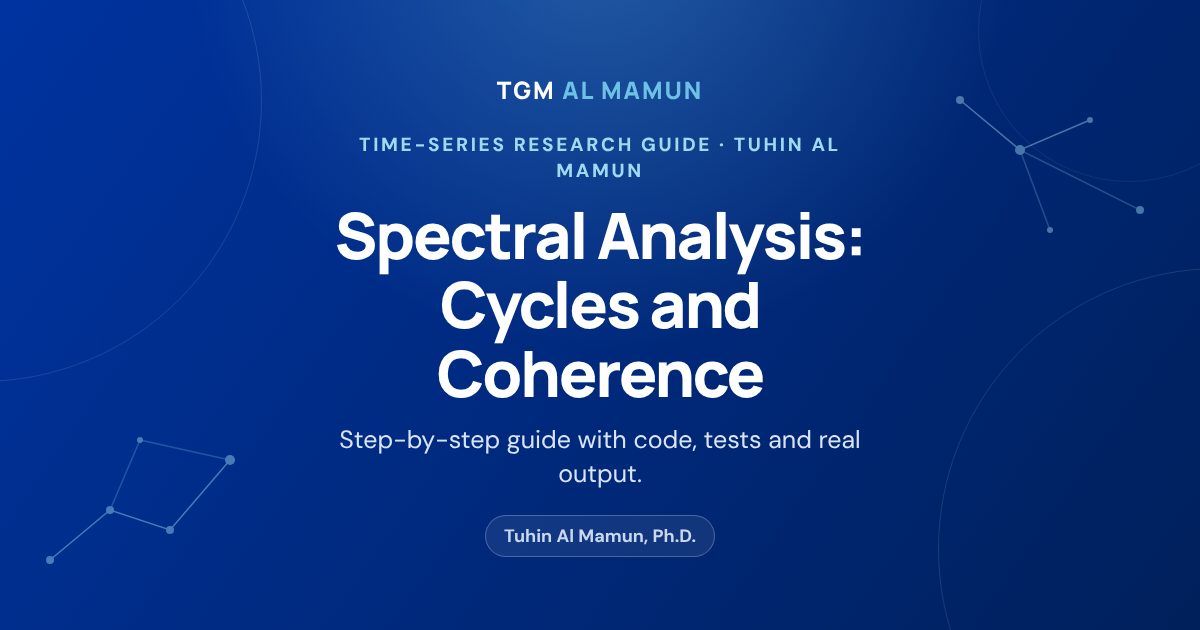 TGM AL MAMUN
TIME-SERIES RESEARCH GUIDE · TUHIN AL
MAMUN
Spectral Analysis:
Cycles and
Coherence
Step-by-step guide with code, tests and real
output.
Tuhin Al Mamun, Ph.D.